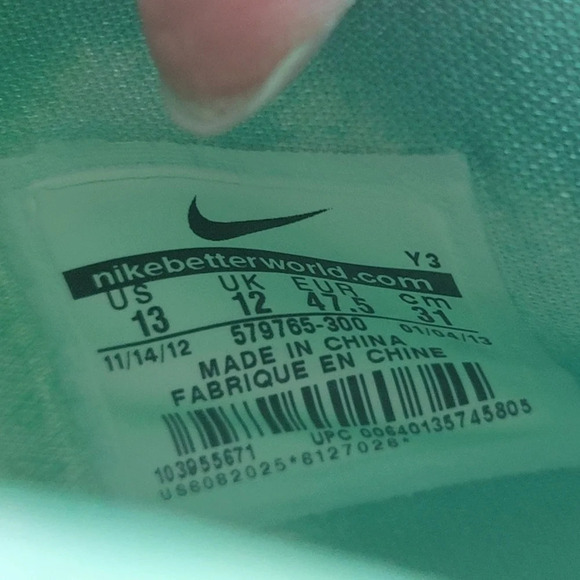 Y3
nikebetterworld.com
US UK EUR cm
13 12 47.5 31
11/14/12 579765-300 01/04/13
MADE IN CHINA
FABRIQUE EN CHINE
UPC 00640135745805
103955671
US6082025*6127026*